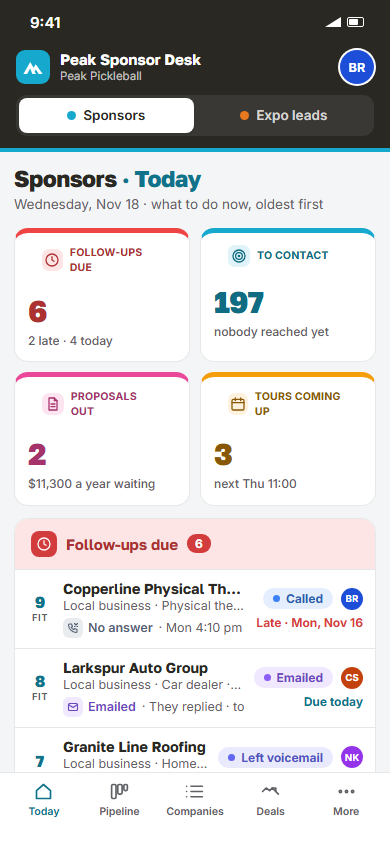 9:41
Peak Sponsor Desk
Peak Pickleball
BR
Sponsors
Expo leads
Sponsors · Today
Wednesday, Nov 18 · what to do now, oldest first
FOLLOW-UPS
DUE
6
2 late · 4 today
TO CONTACT
197
nobody reached yet
PROPOSALS
OUT
2
$11,300 a year waiting
TOURS COMING
UP
3
next Thu 11:00
Follow-ups due 6
9
FIT
Copperline Physical Th...
Local business · Physical the...
No answer · Mon 4:10 pm
Called
BR
Late · Mon, Nov 16
8
FIT
Larkspur Auto Group
Local business · Car dealer ·...
Emailed · They replied · to
Emailed
CS
Due today
7
Granite Line Roofing
Local business · Home...
Left voicemail
NK
Today
Pipeline
Companies
Deals
More